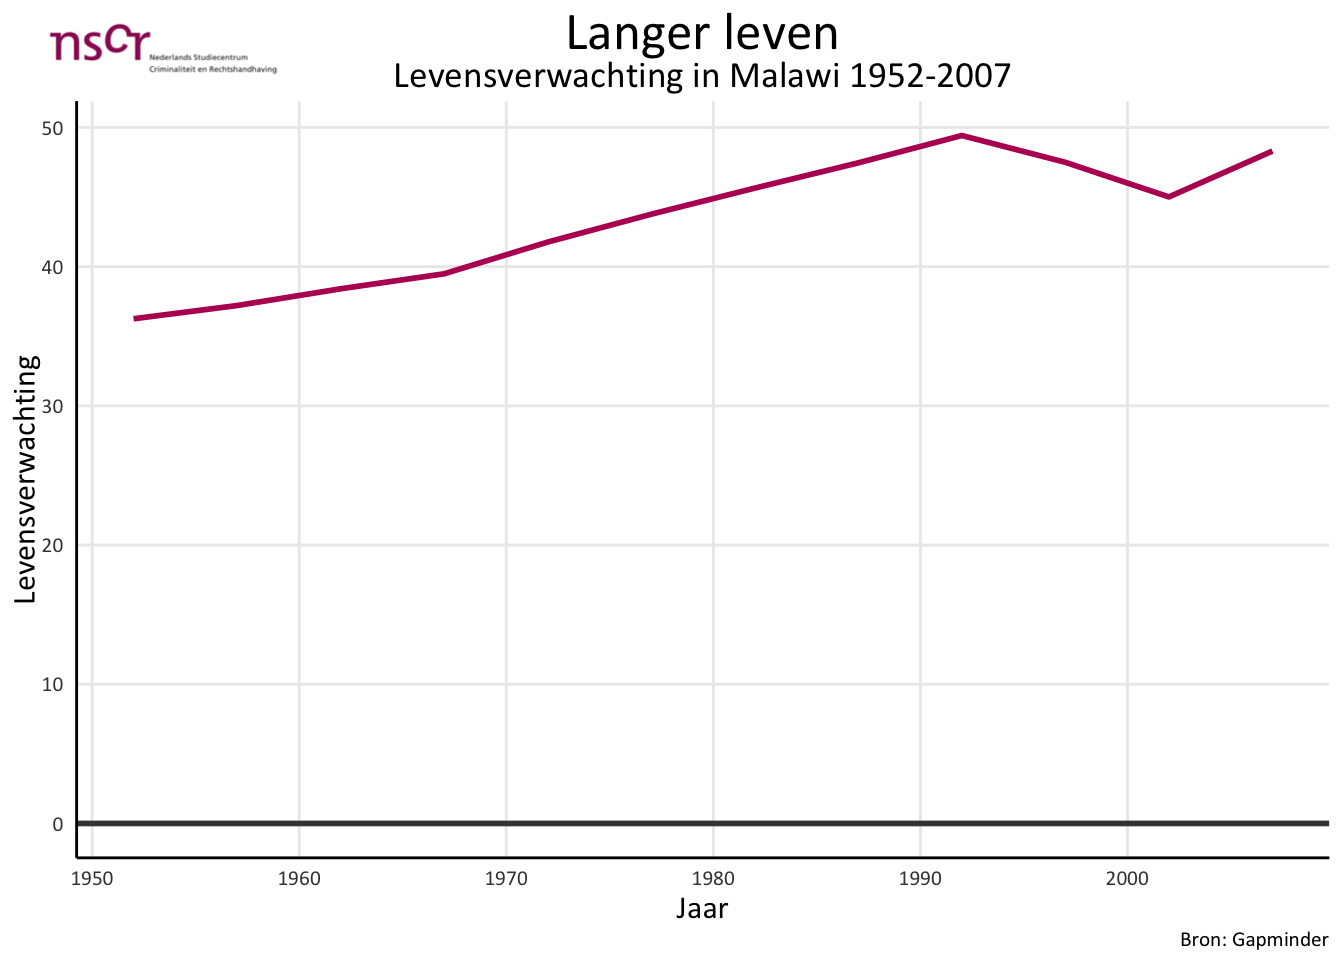 nscr
Nederlands Studiecentrum
Criminaliteit en Rechtshandhaving
Langer leven
Levensverwachting in Malawi 1952-2007
Levensverwachting
50
40
30
20
10
0
1950 1960 1970 1980 1990 2000
Jaar
Bron: Gapminder